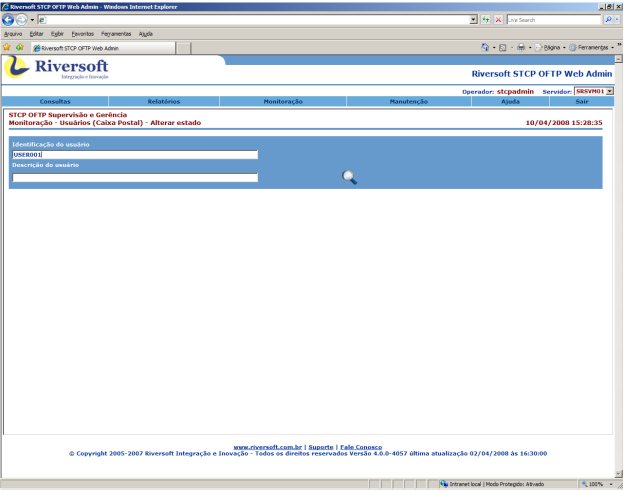 Riversoft STCP OFTP Web Admin - Windows Internet Explorer
Live Search
Arquivo Editar Exibir Favoritos Ferramentas Ajuda
Riversoft STCP OFTP Web Admin
Página Ferramentas
Riversoft
Integração e Inovação
Riversoft STCP OFTP Web Admin
Operador: stcpadmin Servidor: SRSVM01
Consultas Relatórios Monitoração Manutenção Ajuda Sair
STCP OFTP Supervisão e Gerência
Monitoração - Usuários (Caixa Postal) - Alterar estado 10/04/2008 15:28:35
Identificação do usuário
USER001
Descrição do usuário
www.riversoft.com.br | Suporte | Fale Conosco
© Copyright 2005-2007 Riversoft Integração e Inovação - Todos os direitos reservados Versão 4.0.0-4057 última atualização 02/04/2008 às 16:30:00
Intranet local | Modo Protegido: Ativado 100%